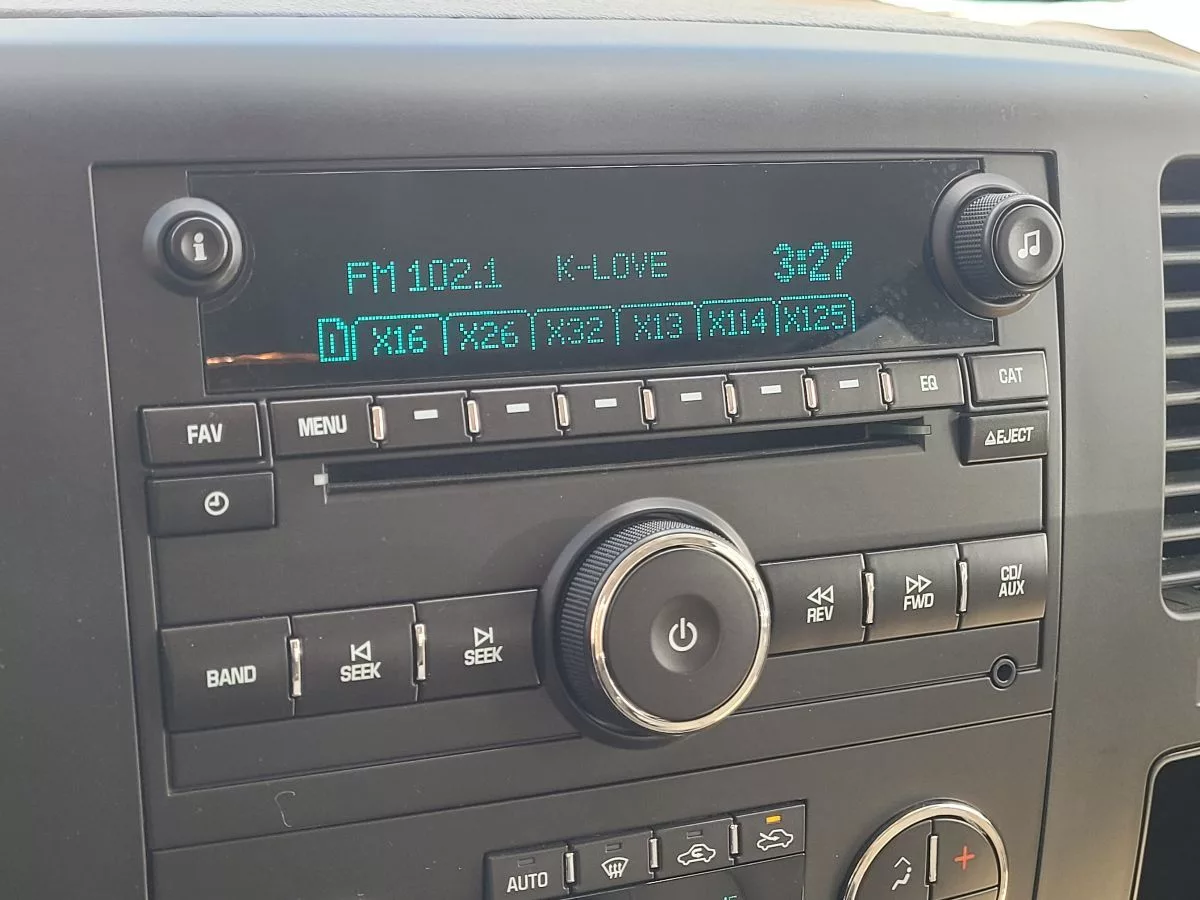 i
FM 102.1 K-LOVE 3:27
1 X16 X26 X32 X13 X114 X125
FAV MENU EQ CAT
EJECT
BAND SEEK SEEK REV FWD CD/
AUX
AUTO